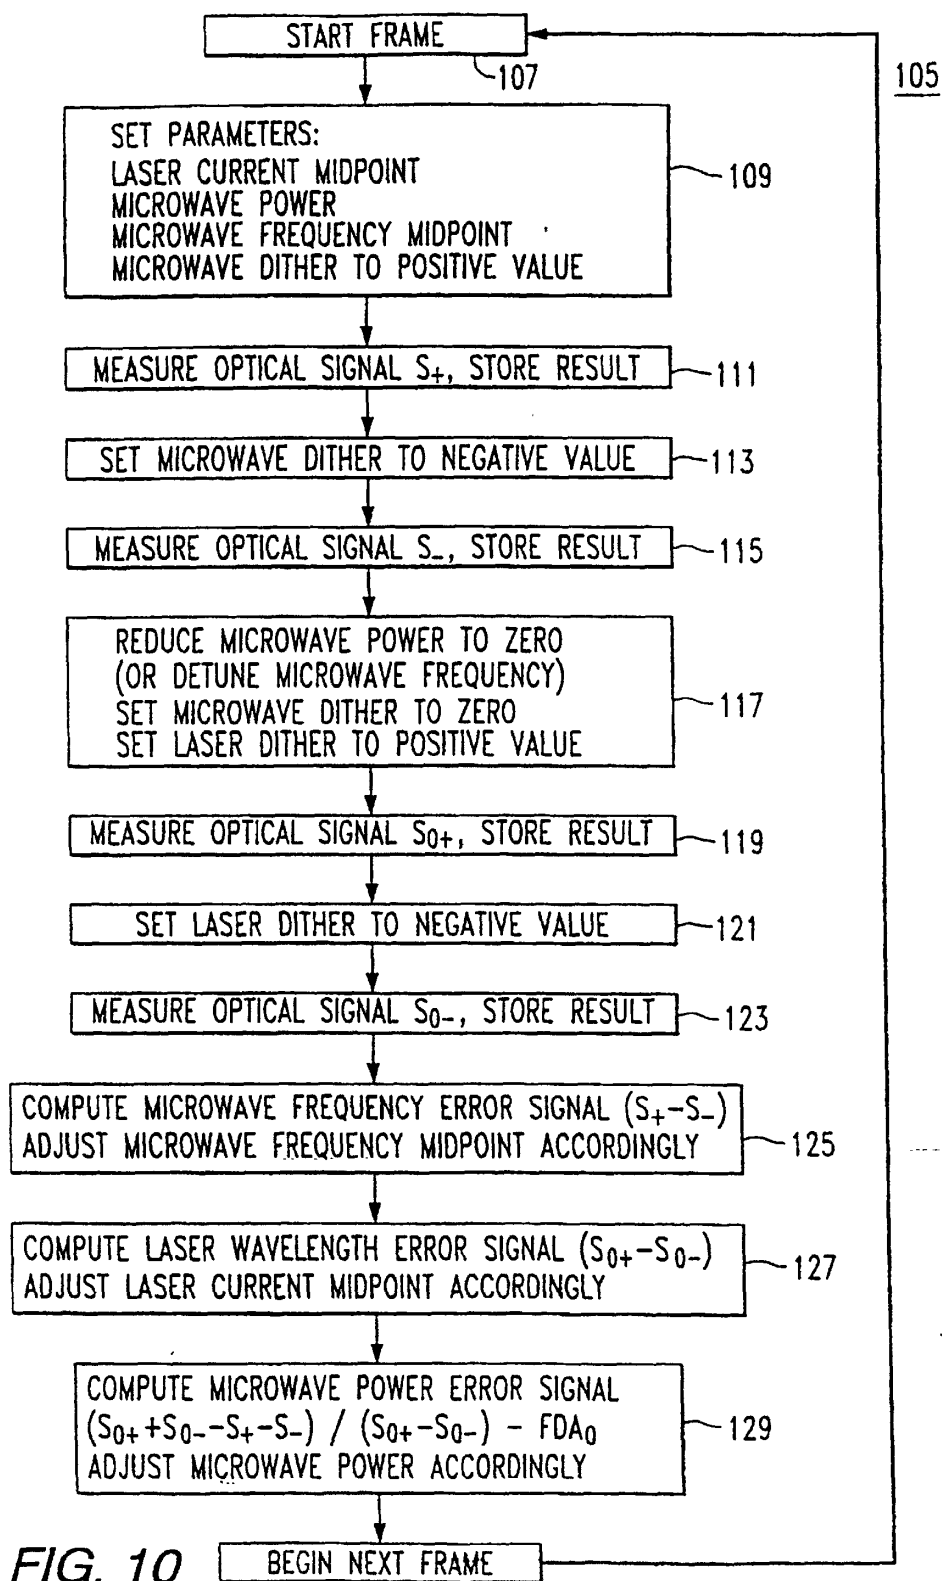 START FRAME
107
105
SET PARAMETERS:
LASER CURRENT MIDPOINT
MICROWAVE POWER
MICROWAVE FREQUENCY MIDPOINT
MICROWAVE DITHER TO POSITIVE VALUE
109
MEASURE OPTICAL SIGNAL S+, STORE RESULT
111
SET MICROWAVE DITHER TO NEGATIVE VALUE
113
MEASURE OPTICAL SIGNAL S-, STORE RESULT
115
REDUCE MICROWAVE POWER TO ZERO
(OR DETUNE MICROWAVE FREQUENCY)
SET MICROWAVE DITHER TO ZERO
SET LASER DITHER TO POSITIVE VALUE
117
MEASURE OPTICAL SIGNAL S0+, STORE RESULT
119
SET LASER DITHER TO NEGATIVE VALUE
121
MEASURE OPTICAL SIGNAL S0-, STORE RESULT
123
COMPUTE MICROWAVE FREQUENCY ERROR SIGNAL (S+-S-)
ADJUST MICROWAVE FREQUENCY MIDPOINT ACCORDINGLY
125
COMPUTE LASER WAVELENGTH ERROR SIGNAL (S0+-S0-)
ADJUST LASER CURRENT MIDPOINT ACCORDINGLY
127
COMPUTE MICROWAVE POWER ERROR SIGNAL
(S0++S0--S+-S-) / (S0+-S0-) - FDA0
ADJUST MICROWAVE POWER ACCORDINGLY
129
BEGIN NEXT FRAME
FIG. 10